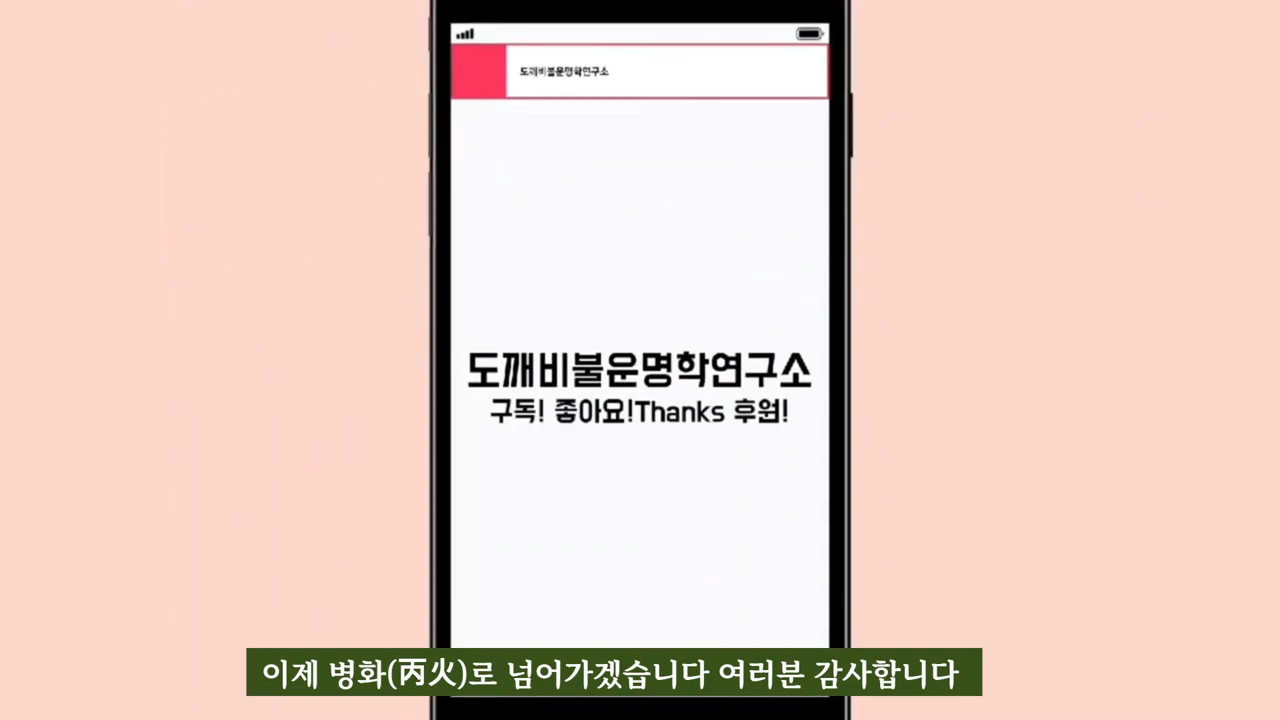 도깨비불운명학연구소
도깨비불운명학연구소
구독! 좋아요!Thanks 후원!
이제 병화(丙火)로 넘어가겠습니다 여러분 감사합니다